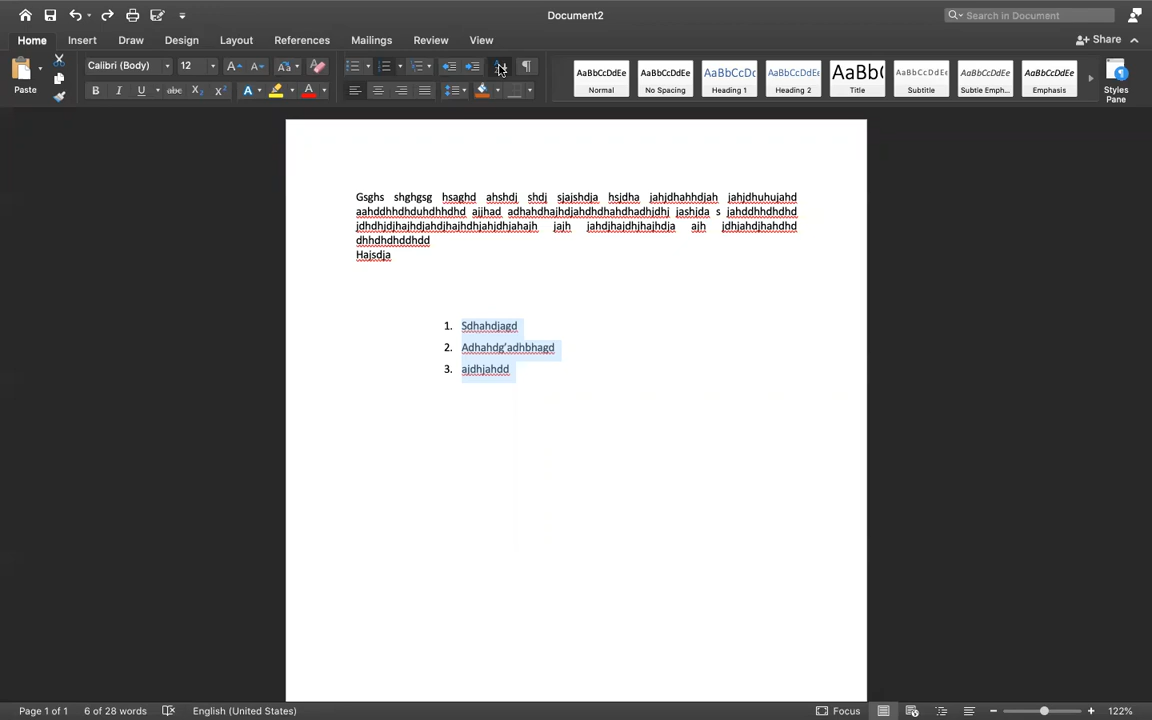 Document2
Search in Document
Home Insert Draw Design Layout References Mailings Review View
Share
Paste
Calibri (Body) 12
AaBbCcDdEe AaBbCcDdEe AaBbCcDc AaBbCcDdEe AaBb( AaBbCcDdEe AaBbCcDdEe AaBbCcDdEe
Normal No Spacing Heading 1 Heading 2 Title Subtitle Subtle Emph... Emphasis
Styles
Pane
Gsghs shghgsg hsaghd ahshdj shdj sjajshdja hsjdha jahjdhahhdjah jahjdhuhujahd
aahddhhdhduhdhhdhd ajjhad adhahdhajhdjahdhdhahdhadhjdhj jashjda s jahddhhdhdhd
jdhdhjdjhajhdjahdjhajhdhjahjdhjahajh jajh jahdjhajdhjhajhdja ajh jdhjahdjhahdhd
dhhdhdhddhdd
Hajsdja
1. Sdhahdjagd
2. Adhahdg'adhbhagd
3. ajdhjahdd
Page 1 of 1 6 of 28 words English (United States) Focus 122%